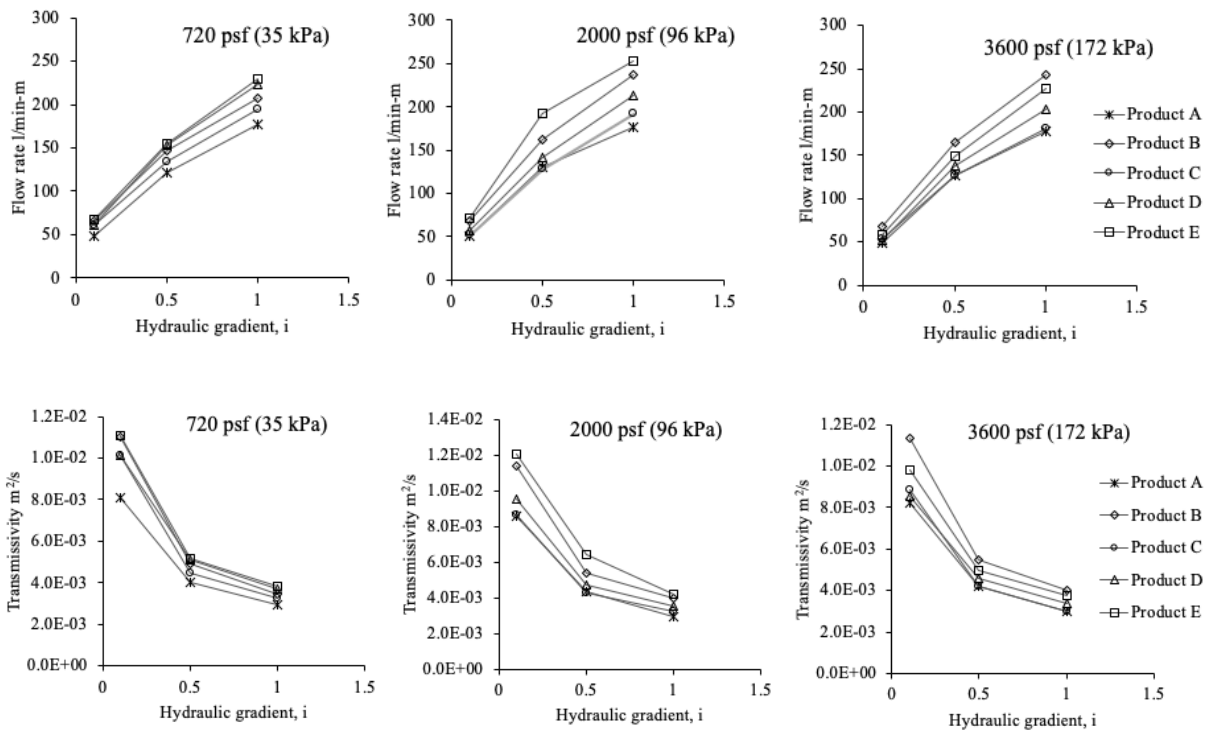 720 psf (35 kPa)
300
250
200
150
100
50
0
0
0.5
1
1.5
Flow rate l/min-m
Hydraulic gradient, i
2000 psf (96 kPa)
300
250
200
150
100
50
0
0
0.5
1
1.5
Flow rate l/min-m
Hydraulic gradient, i
3600 psf (172 kPa)
300
250
200
150
100
50
0
0
0.5
1
1.5
Flow rate l/min-m
Hydraulic gradient, i
Product A
Product B
Product C
Product D
Product E
720 psf (35 kPa)
1.2E-02
1.0E-02
8.0E-03
6.0E-03
4.0E-03
2.0E-03
0.0E+00
0
0.5
1
1.5
Transmissivity m²/s
Hydraulic gradient, i
2000 psf (96 kPa)
1.4E-02
1.2E-02
1.0E-02
8.0E-03
6.0E-03
4.0E-03
2.0E-03
0.0E+00
0
0.5
1
1.5
Transmissivity m²/s
Hydraulic gradient, i
3600 psf (172 kPa)
1.2E-02
1.0E-02
8.0E-03
6.0E-03
4.0E-03
2.0E-03
0.0E+00
0
0.5
1
1.5
Transmissivity m²/s
Hydraulic gradient, i
Product A
Product B
Product C
Product D
Product E